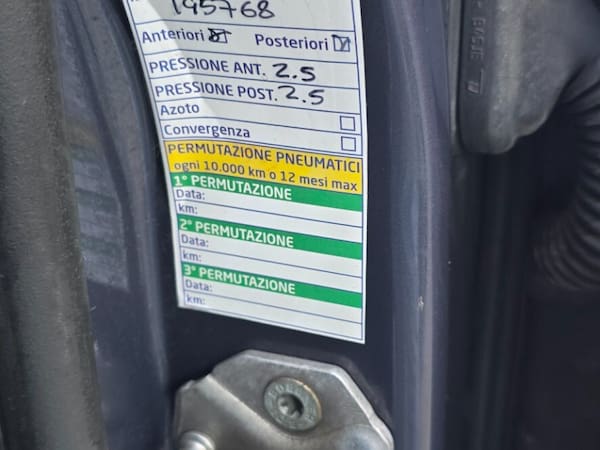 195768
Anteriori Posteriori
PRESSIONE ANT. 2.5
PRESSIONE POST. 2.5
Azoto
Convergenza
PERMUTAZIONE PNEUMATICI
ogni 10.000 km o 12 mesi max
1° PERMUTAZIONE
Data:
km:
2° PERMUTAZIONE
Data:
km:
3° PERMUTAZIONE
Data:
km: